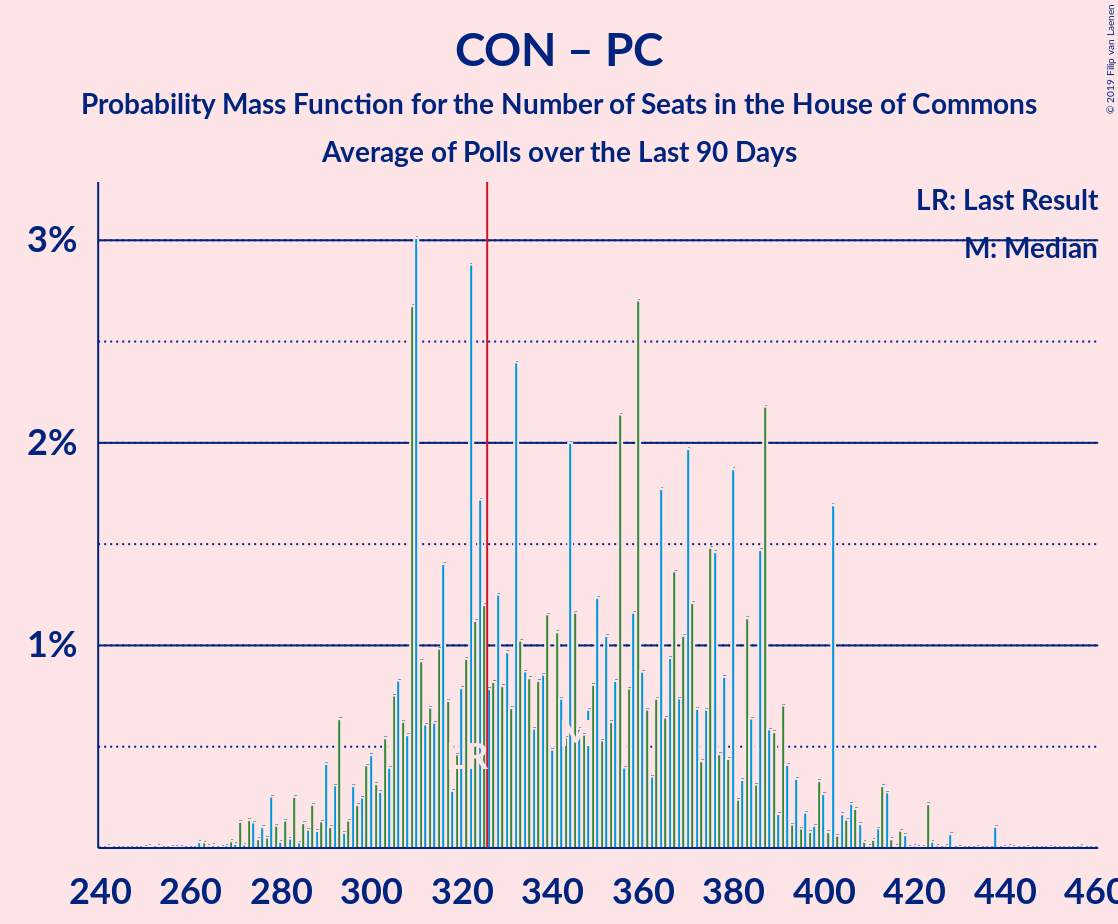 CON – PC
Probability Mass Function for the Number of Seats in the House of Commons
Average of Polls over the Last 90 Days
© 2019 Filip van Laenen
LR: Last Result
M: Median
3%
2%
1%
LR
M
240 260 280 300 320 340 360 380 400 420 440 460